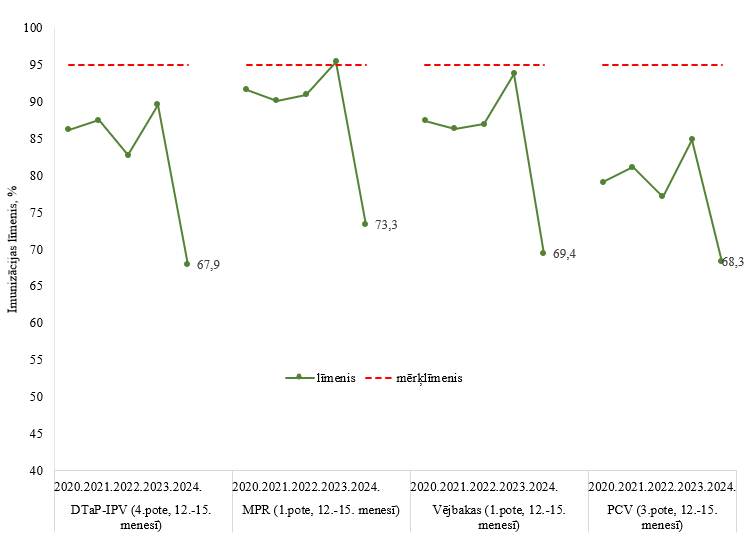 100
95
90
85
80
75
70
65
60
55
50
45
40
Imunizācijas līmenis, %
73,3
67,9
69,4
68,3
līmenis mērķlīmenis
2020.2021.2022.2023.2024. 2020.2021.2022.2023.2024. 2020.2021.2022.2023.2024. 2020.2021.2022.2023.2024.
DTaP-IPV (4.pote, 12.-15. menesī)
MPR (1.pote, 12.-15. menesī)
Vējbakas (1.pote, 12.-15. menesī)
PCV (3.pote, 12.-15. menesī)